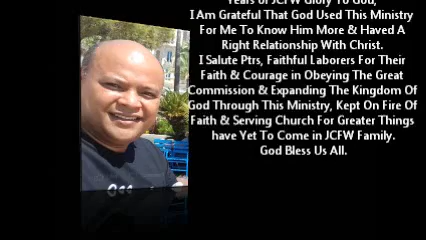 Years of JCFW Glory To God,
I Am Grateful That God Used This Ministry
For Me To Know Him More & Haved A
Right Relationship With Christ.
I Salute Ptrs, Faithful Laborers For Their
Faith & Courage in Obeying The Great
Commission & Expanding The Kingdom Of
God Through This Ministry, Kept On Fire Of
Faith & Serving Church For Greater Things
have Yet To Come in JCFW Family.
God Bless Us All.